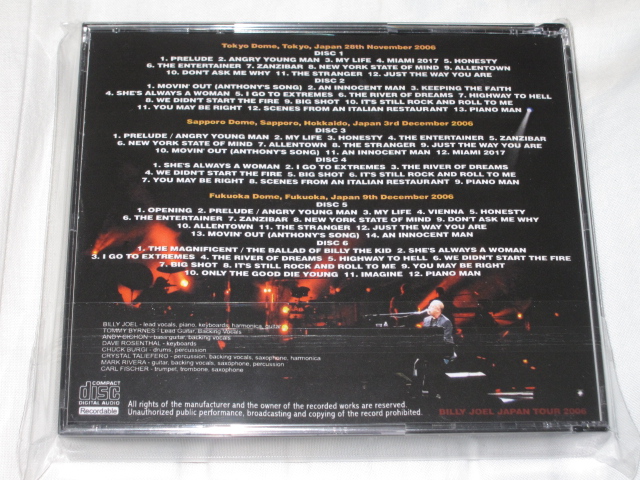 Tokyo Dome, Tokyo, Japan 28th November 2006
DISC 1
1. PRELUDE 2. ANGRY YOUNG MAN 3. MY LIFE 4. MIAMI 2017 5. HONESTY
6. THE ENTERTAINER 7. ZANZIBAR 8. NEW YORK STATE OF MIND 9. ALLENTOWN
10. DON'T ASK ME WHY 11. THE STRANGER 12. JUST THE WAY YOU ARE
DISC 2
1. MOVIN' OUT (ANTHONY'S SONG) 2. AN INNOCENT MAN 3. KEEPING THE FAITH
4. SHE'S ALWAYS A WOMAN 5. I GO TO EXTREMES 6. THE RIVER OF DREAMS 7. HIGHWAY TO HELL
8. WE DIDN'T START THE FIRE 9. BIG SHOT 10. IT'S STILL ROCK AND ROLL TO ME
11. YOU MAY BE RIGHT 12. SCENES FROM AN ITALIAN RESTAURANT 13. PIANO MAN
Sapporo Dome, Sapporo, Hokkaido, Japan 3rd December 2006
DISC 3
1. PRELUDE / ANGRY YOUNG MAN 2. MY LIFE 3. HONESTY 4. THE ENTERTAINER 5. ZANZIBAR
6. NEW YORK STATE OF MIND 7. ALLENTOWN 8. THE STRANGER 9. JUST THE WAY YOU ARE
10. MOVIN' OUT (ANTHONY'S SONG) 11. AN INNOCENT MAN 12. MIAMI 2017
DISC 4
1. SHE'S ALWAYS A WOMAN 2. I GO TO EXTREMES 3. THE RIVER OF DREAMS
4. WE DIDN'T START THE FIRE 5. BIG SHOT 6. IT'S STILL ROCK AND ROLL TO ME
7. YOU MAY BE RIGHT 8. SCENES FROM AN ITALIAN RESTAURANT 9. PIANO MAN
Fukuoka Dome, Fukuoka, Japan 9th December 2006
DISC 5
1. OPENING 2. PRELUDE / ANGRY YOUNG MAN 3. MY LIFE 4. VIENNA 5. HONESTY
6. THE ENTERTAINER 7. ZANZIBAR 8. NEW YORK STATE OF MIND 9. DON'T ASK ME WHY
10. ALLENTOWN 11. THE STRANGER 12. JUST THE WAY YOU ARE
13. MOVIN' OUT (ANTHONY'S SONG) 14. AN INNOCENT MAN
DISC 6
1. THE MAGNIFICENT / THE BALLAD OF BILLY THE KID 2. SHE'S ALWAYS A WOMAN
3. I GO TO EXTREMES 4. THE RIVER OF DREAMS 5. HIGHWAY TO HELL 6. WE DIDN'T START THE FIRE
7. BIG SHOT 8. IT'S STILL ROCK AND ROLL TO ME 9. YOU MAY BE RIGHT
10. ONLY THE GOOD DIE YOUNG 11. IMAGINE 12. PIANO MAN
BILLY JOEL - lead vocals, piano, keyboards, harmonica, guitar
TOMMY BYRNES - Lead Guitar, Backing Vocals
ANDY CICHON - bass guitar, backing vocals
DAVE ROSENTHAL - keyboards
CHUCK BURGI - drums, percussion
CRYSTAL TALIEFERO - percussion, backing vocals, saxophone, harmonica
MARK RIVERA - guitar, backing vocals, saxophone, percussion
CARL FISCHER - trumpet, trombone, saxophone
COMPACT
disc
DIGITAL AUDIO
Recordable
All rights of the manufacturer and the owner of the recorded works are reserved.
Unauthorized public performance, broadcasting and copying of the record prohibited.
BILLY JOEL JAPAN TOUR 2006